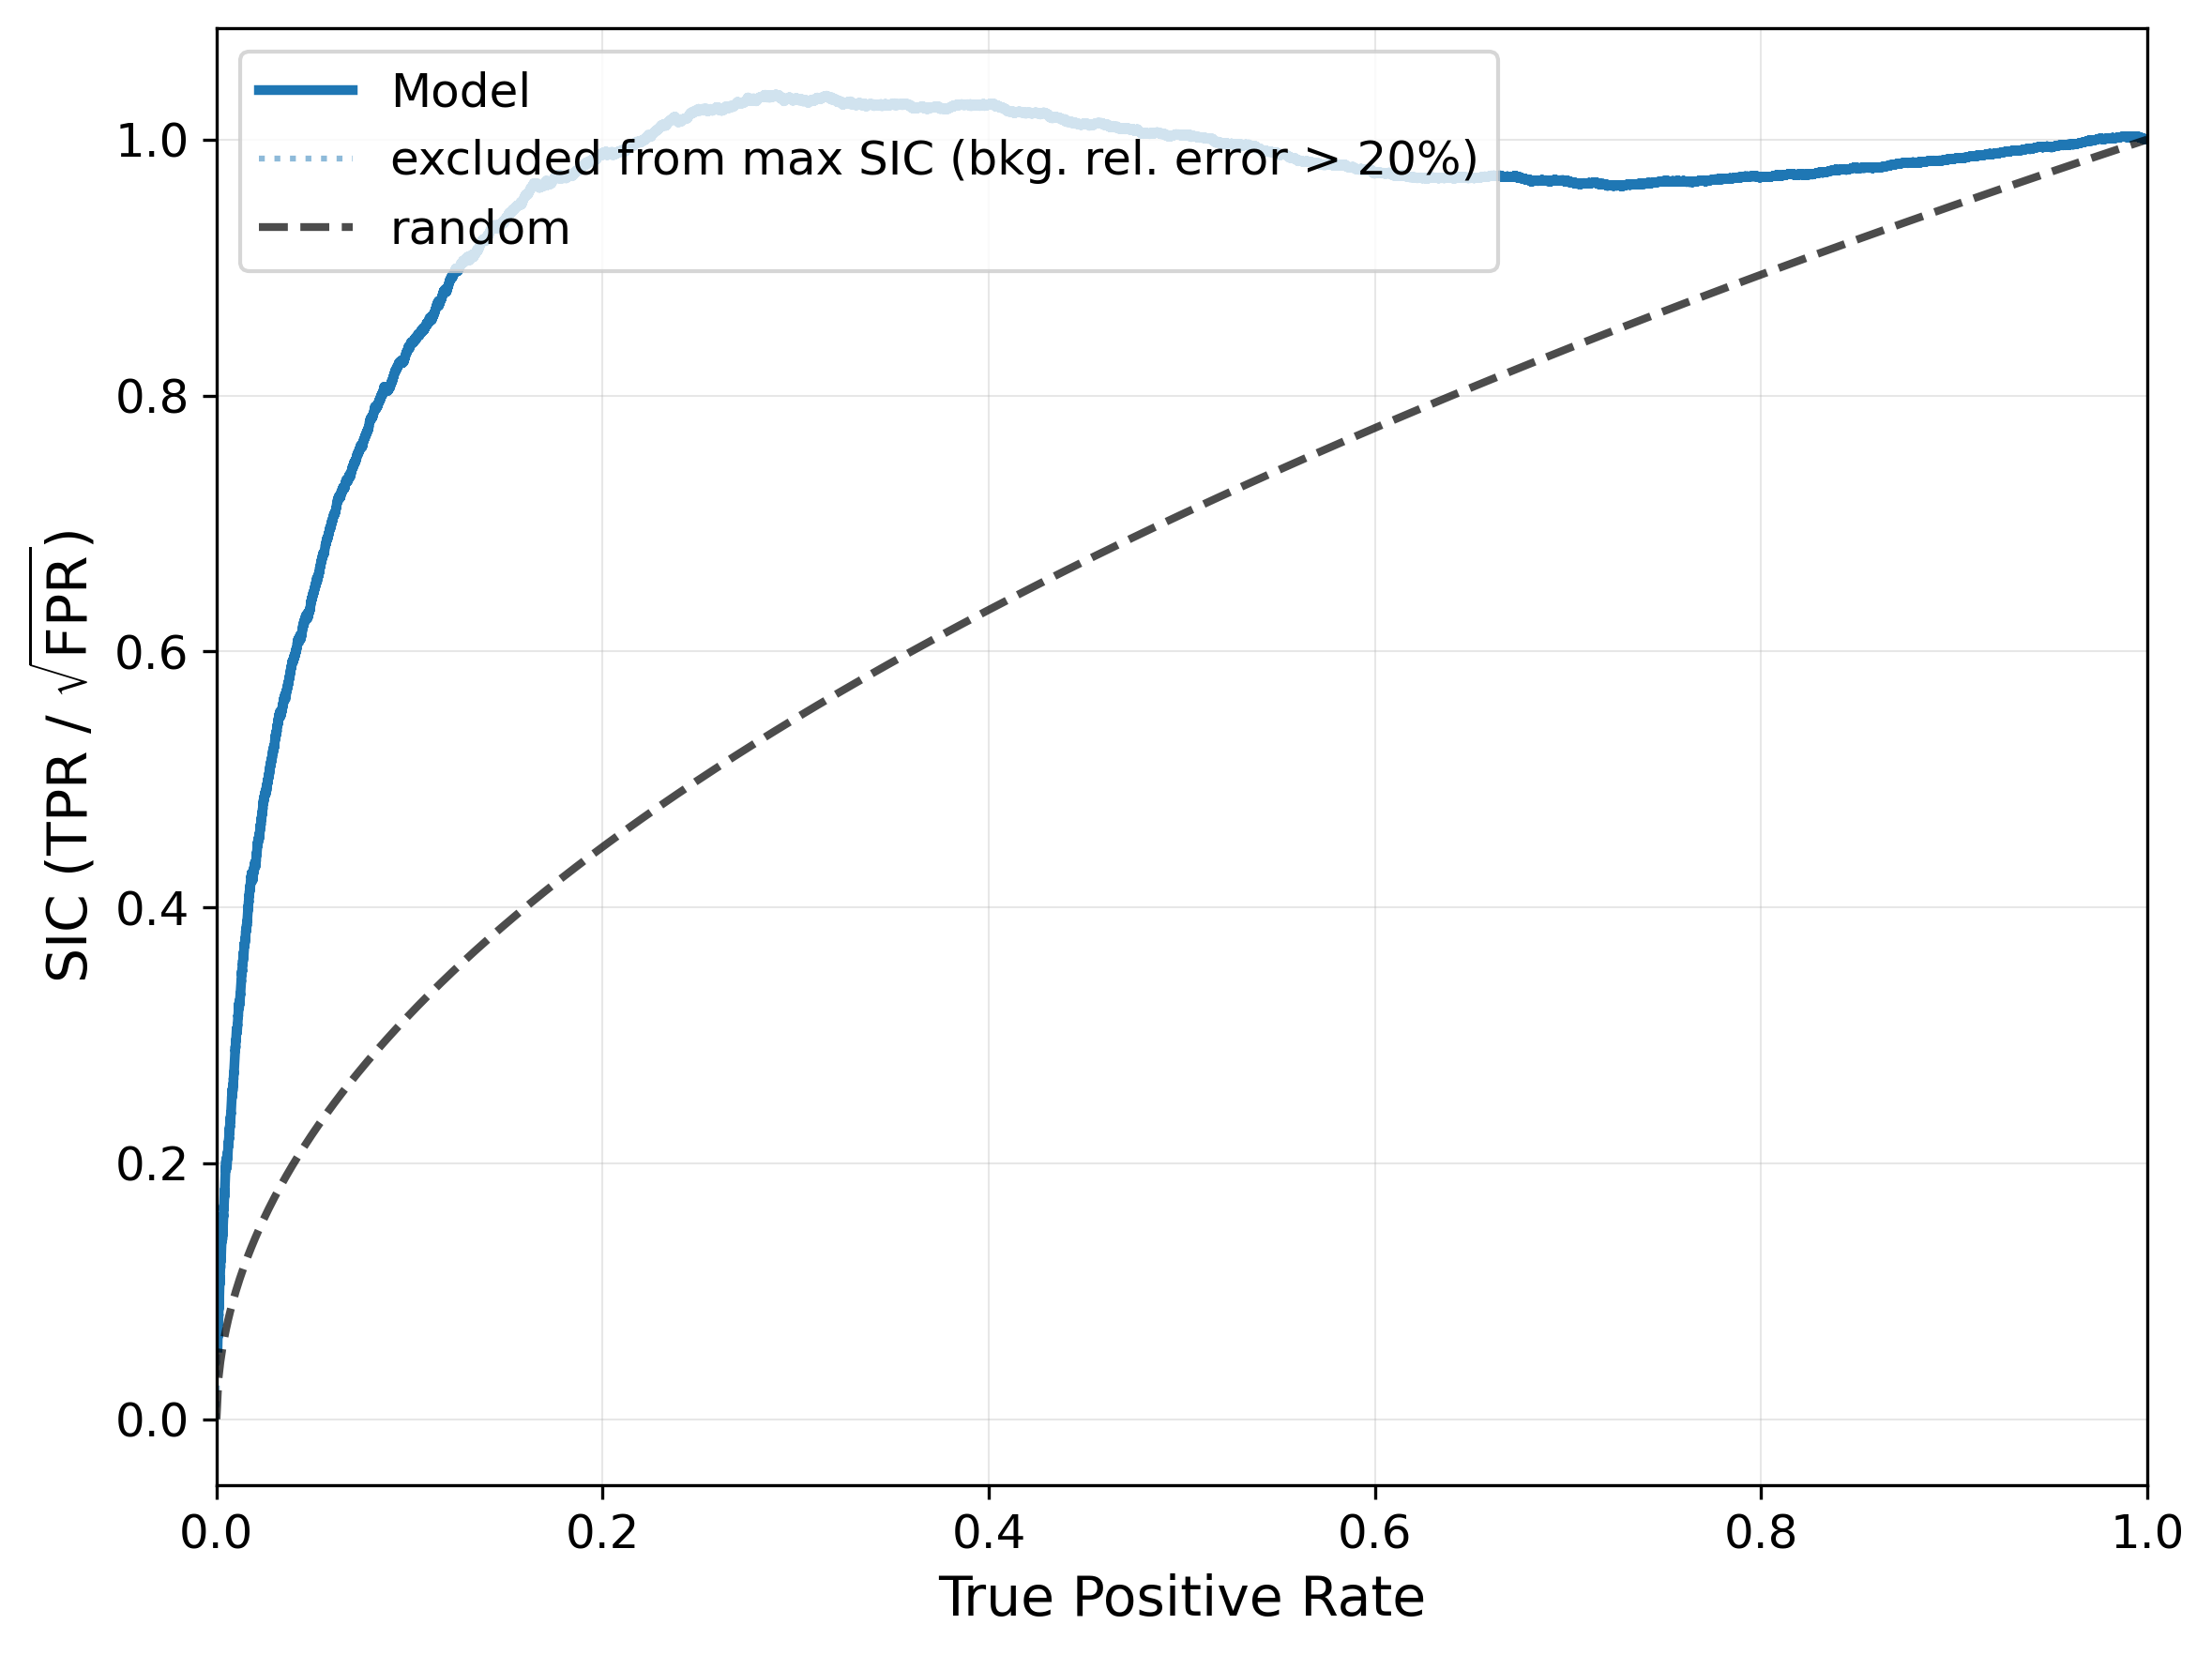 Model
excluded from max SIC (bkg. rel. error > 20%)
random
1.0
0.8
0.6
0.4
0.2
0.0
SIC (TPR / √FPR)
0.0 0.2 0.4 0.6 0.8 1.0
True Positive Rate